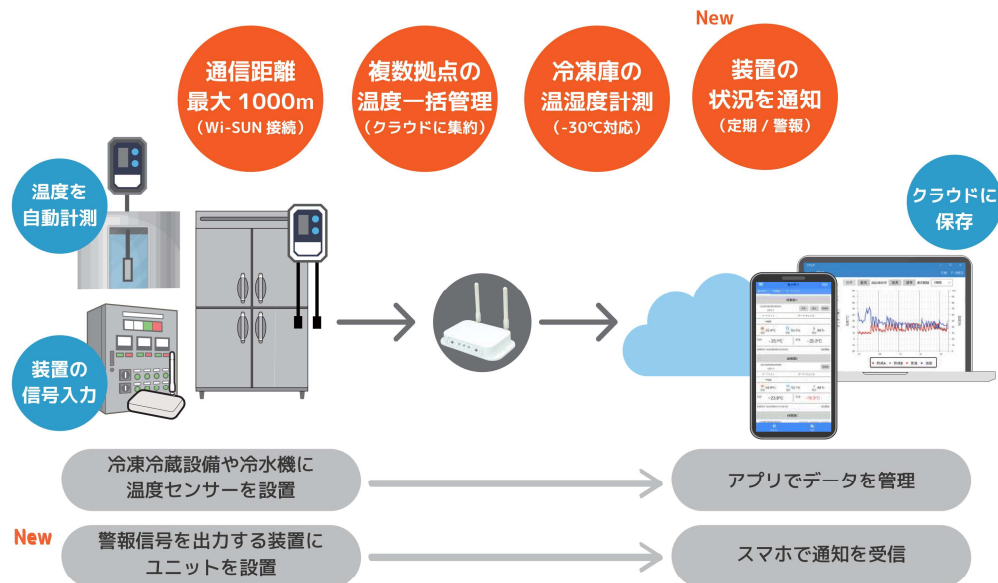 New
通信距離
最大 1000m
(Wi-SUN 接続)
複数拠点の
温度一括管理
(クラウドに集約)
冷凍庫の
温湿度計測
(-30℃対応)
装置の
状況を通知
(定期 / 警報)
温度を
自動計測
クラウドに
保存
装置の
信号入力
冷凍冷蔵設備や冷水機に
温度センサーを設置
アプリでデータを管理
New
警報信号を出力する装置に
ユニットを設置
スマホで通知を受信